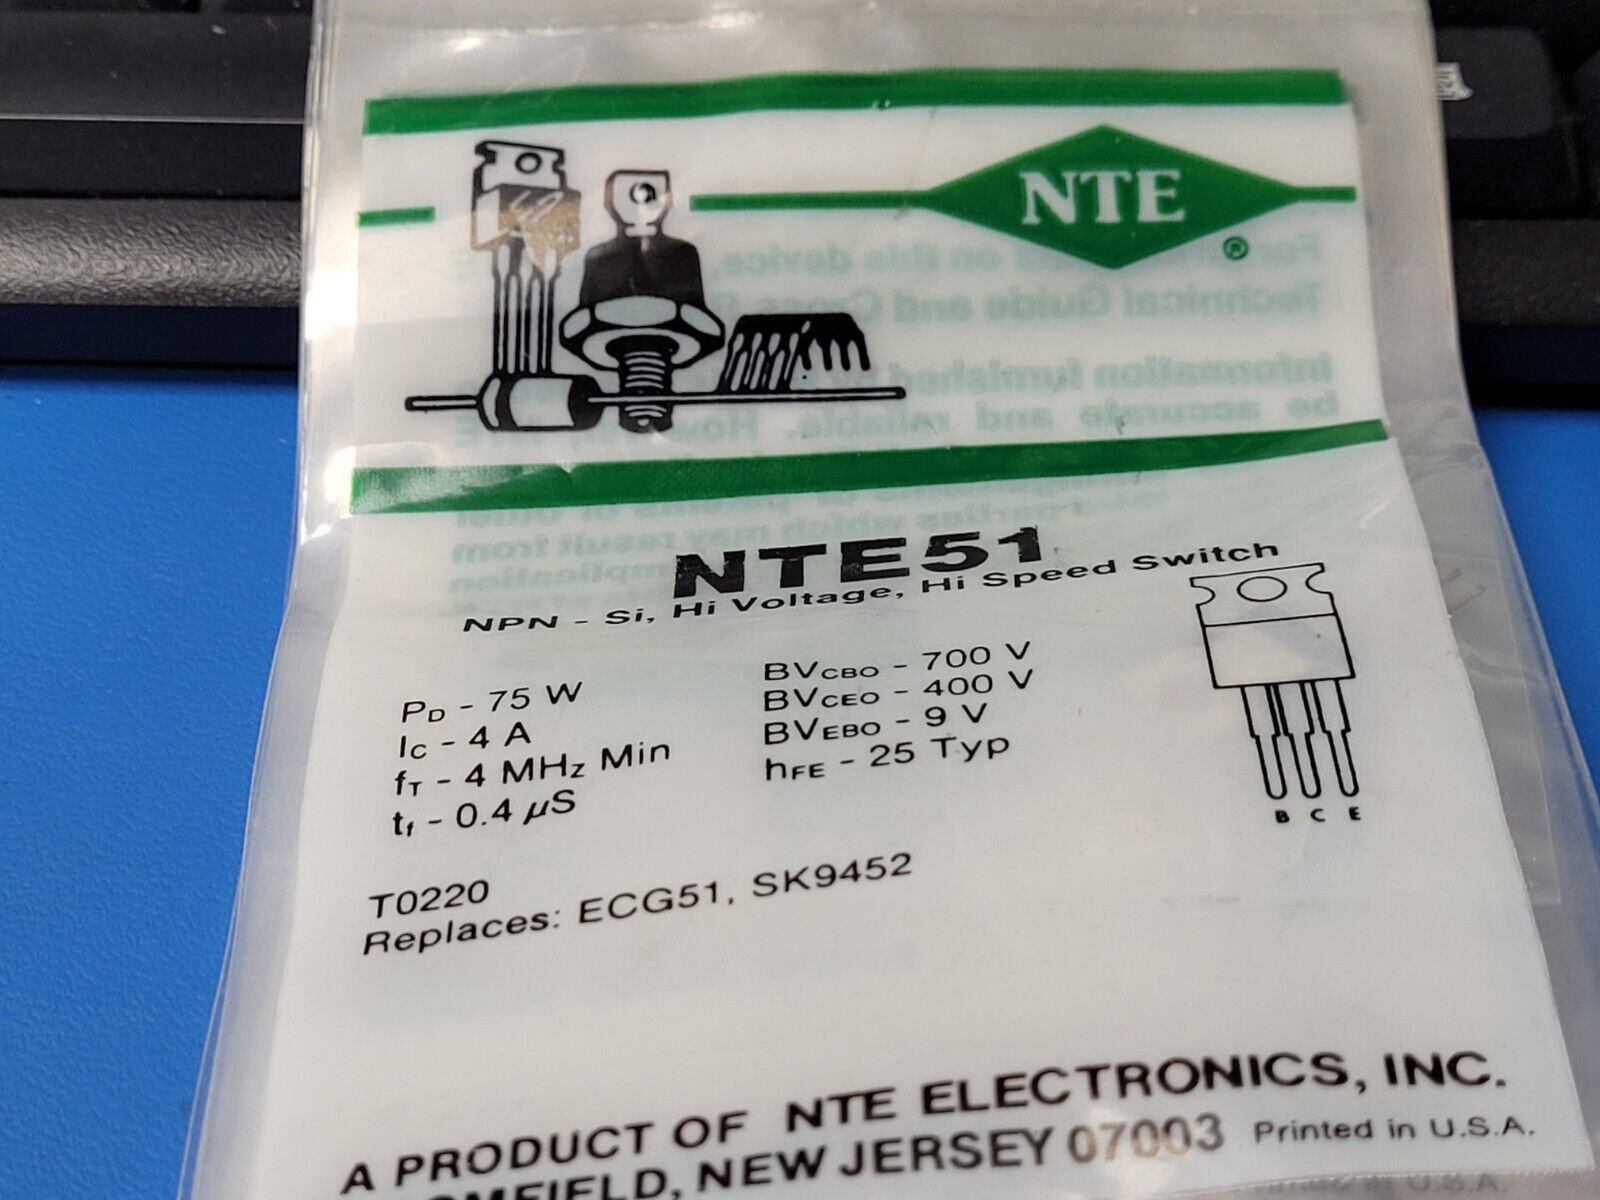 NTE
®
NTE51
NPN - Si, Hi Voltage, Hi Speed Switch
PD - 75 W
IC - 4 A
fT - 4 MHz Min
tf - 0.4 µS
BVCBO - 700 V
BVCEO - 400 V
BVEBO - 9 V
hFE - 25 Typ
B C E
T0220
Replaces: ECG51, SK9452
A PRODUCT OF NTE ELECTRONICS, INC.
NEW JERSEY 07003 Printed in U.S.A.